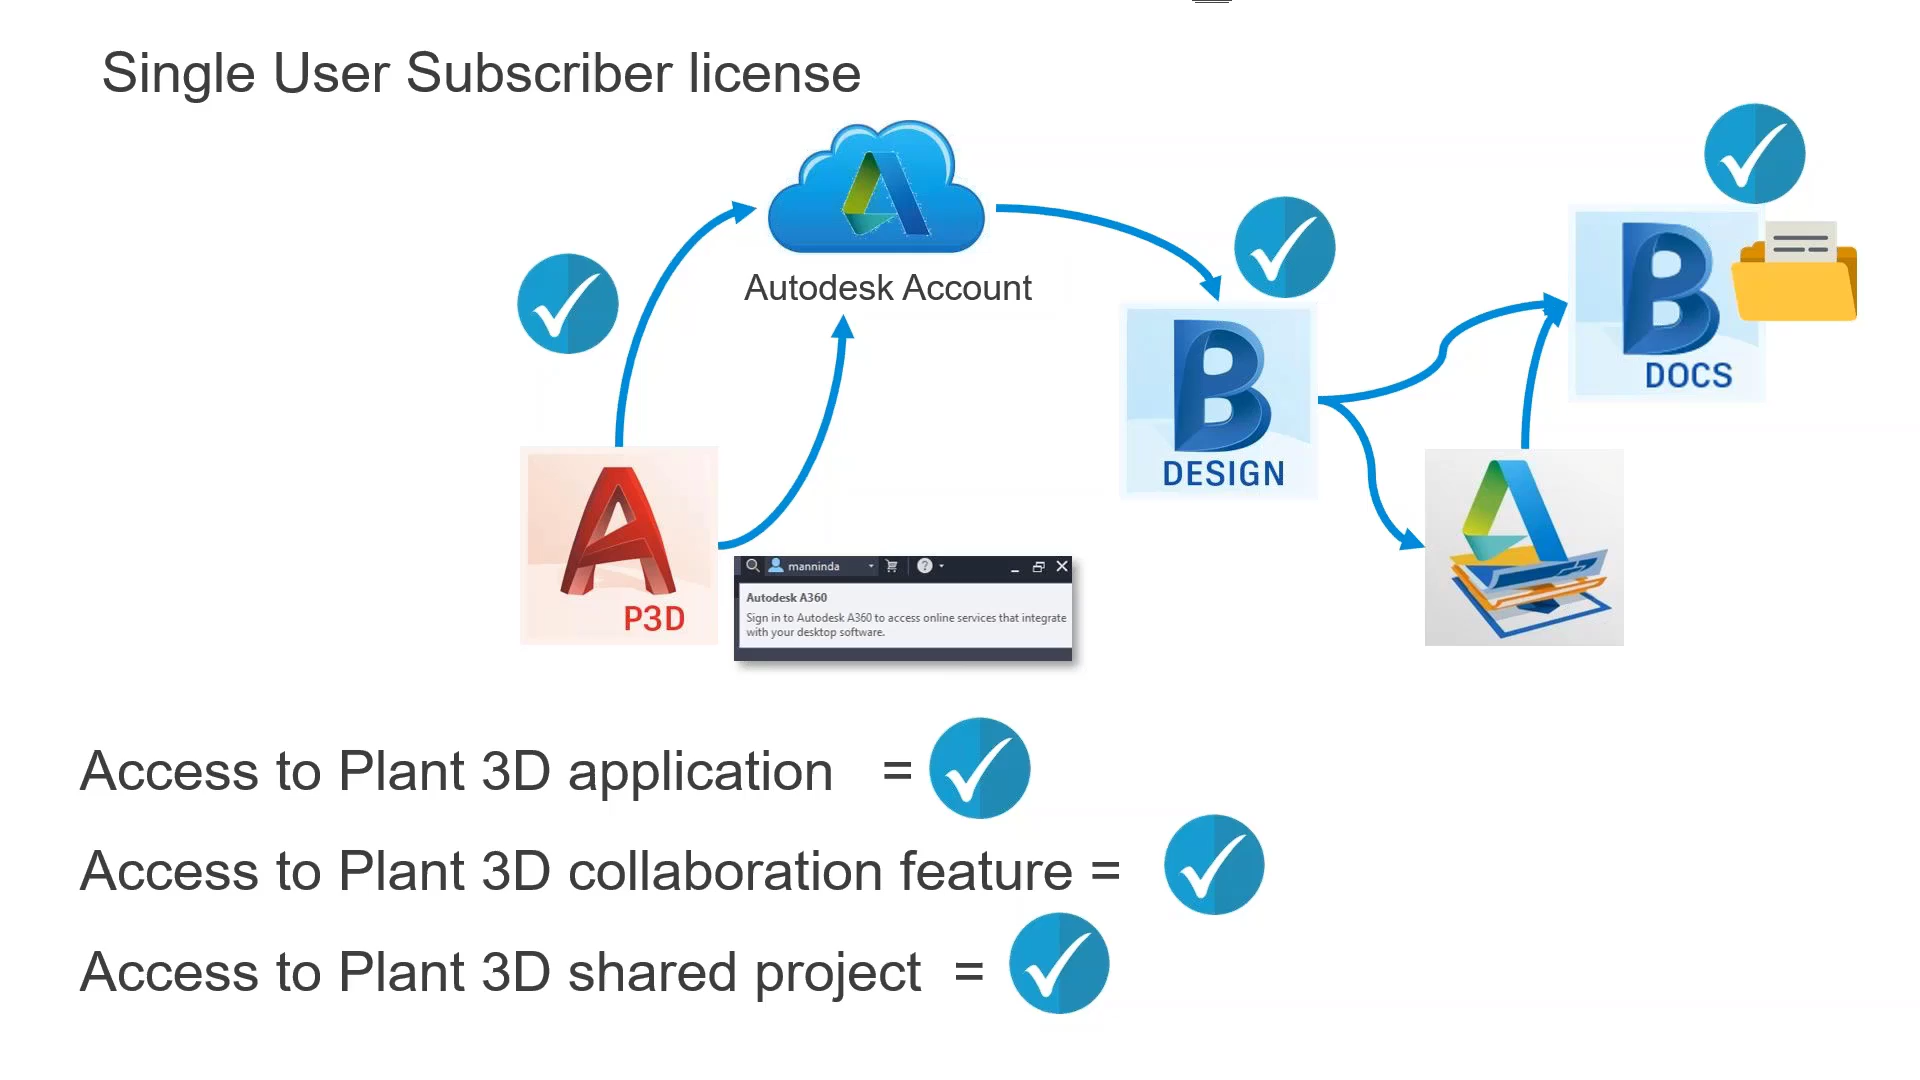 Single User Subscriber license
Autodesk Account
DOCS
DESIGN
P3D
manninda
Autodesk A360
Sign in to Autodesk A360 to access online services that integrate
with your desktop software.
Access to Plant 3D application =
Access to Plant 3D collaboration feature =
Access to Plant 3D shared project =